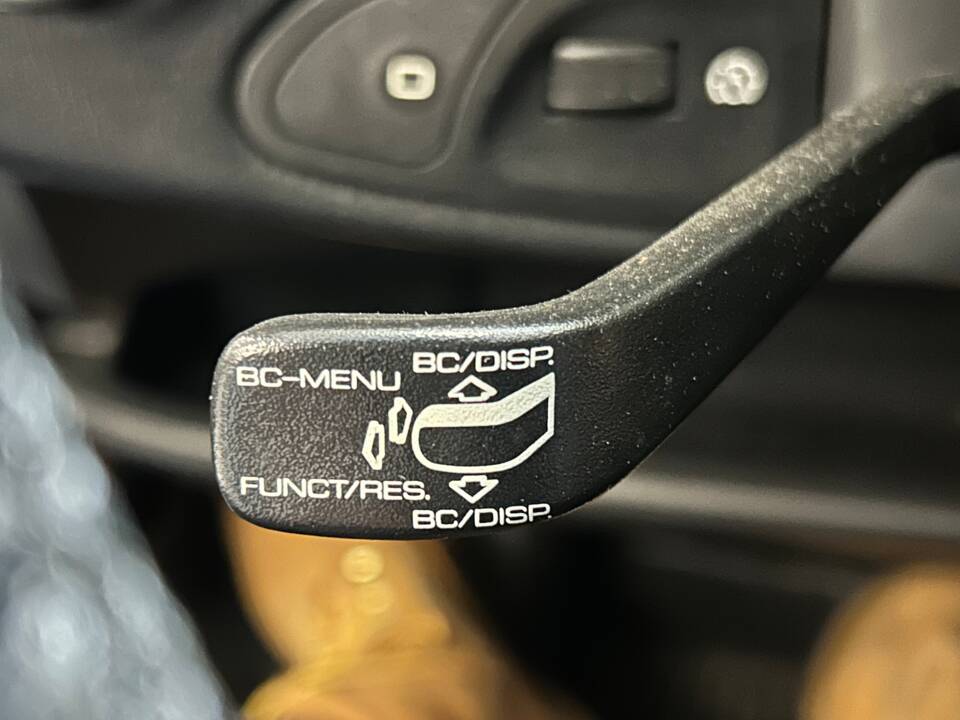 BC/DISP.
BC-MENU
FUNCT/RES.
BC/DISP.